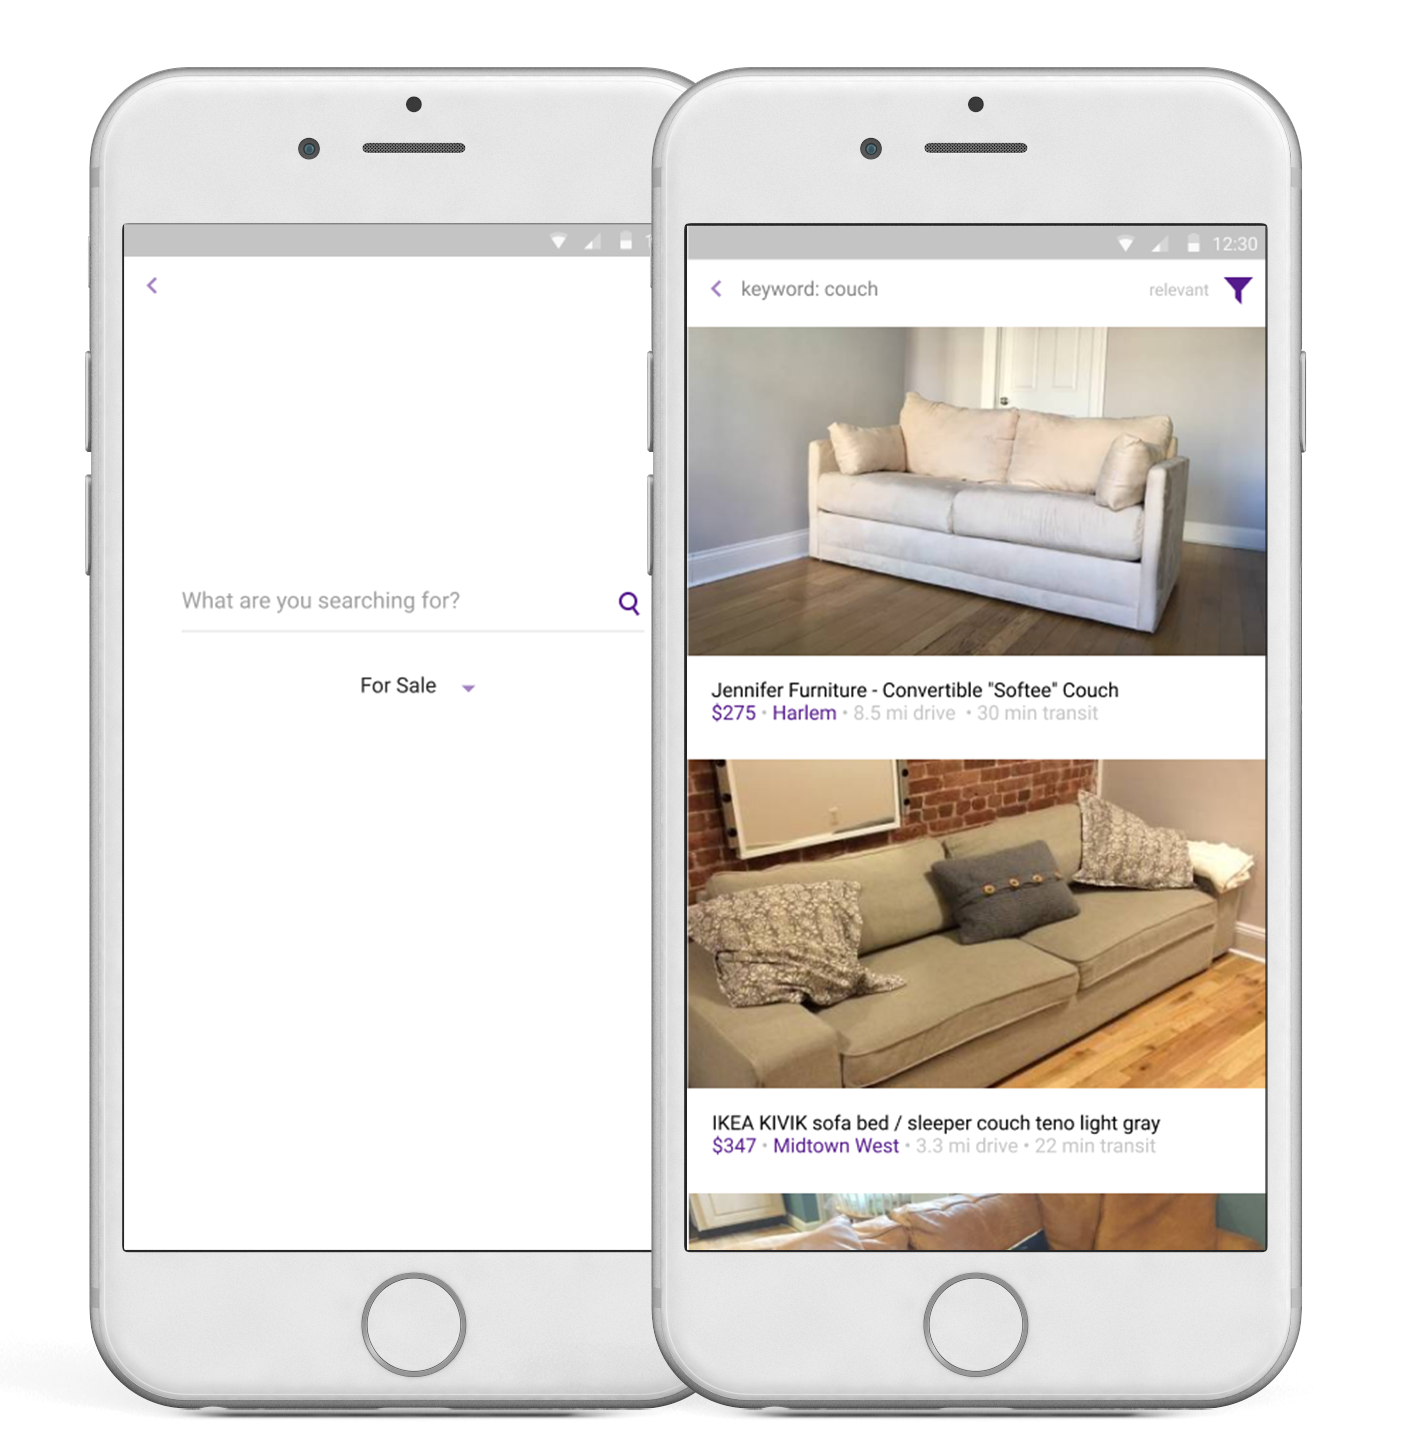 What are you searching for?
For Sale
12:30
keyword: couch
relevant
Jennifer Furniture - Convertible "Softee" Couch
$275 • Harlem • 8.5 mi drive • 30 min transit
IKEA KIVIK sofa bed / sleeper couch teno light gray
$347 • Midtown West • 3.3 mi drive • 22 min transit